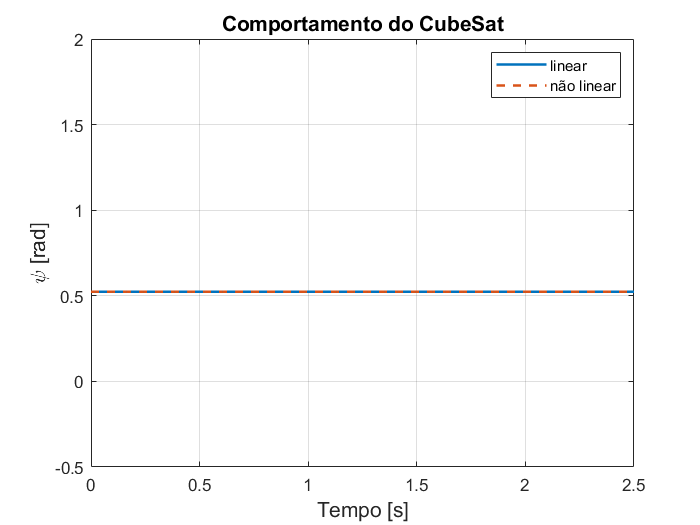 Comportamento do CubeSat
linear
não linear
2
1.5
1
0.5
0
-0.5
ψ [rad]
0
0.5
1
1.5
2
2.5
Tempo [s]